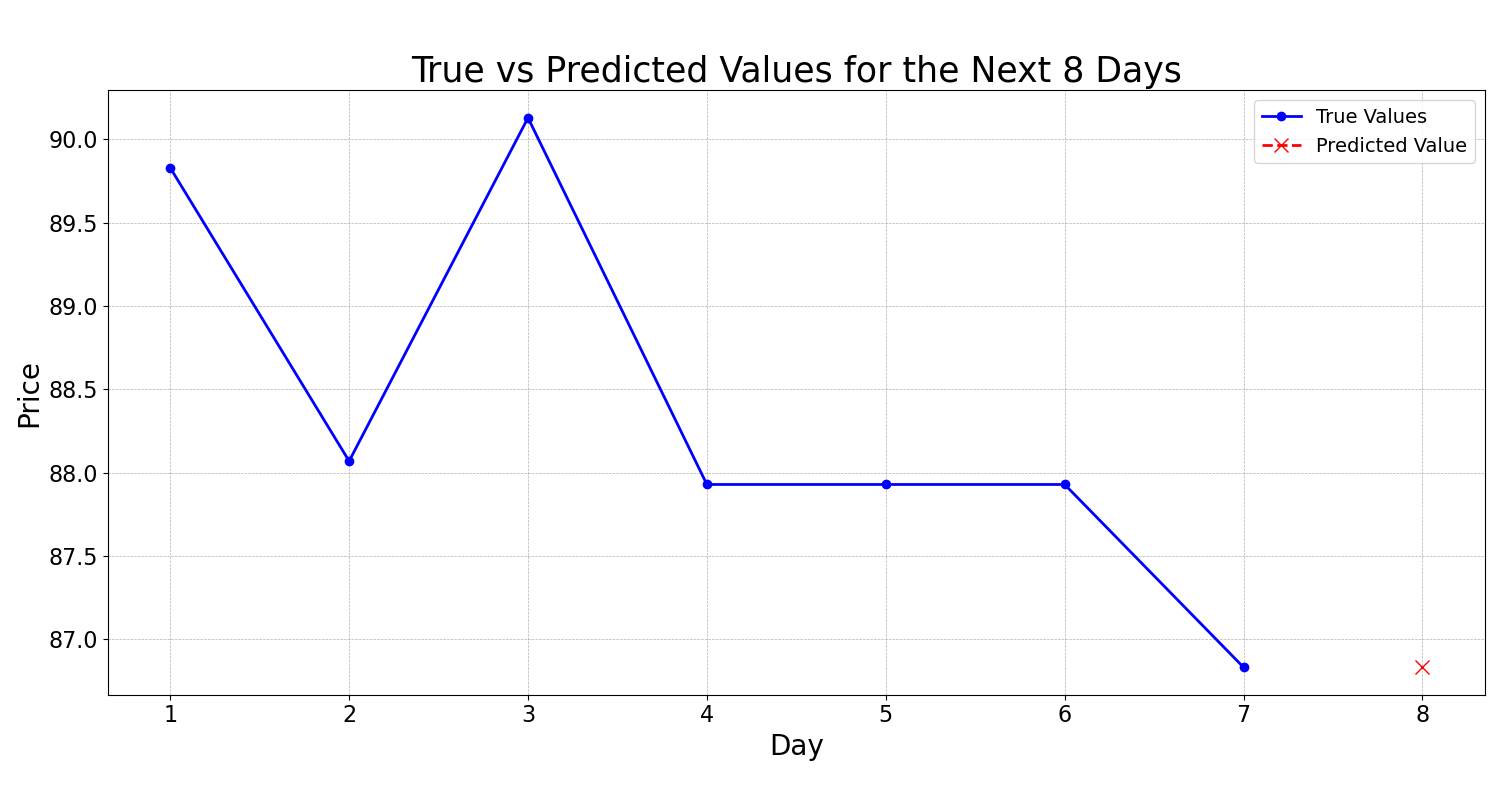 True vs Predicted Values for the Next 8 Days
True Values
Predicted Value
90.0
89.5
89.0
88.5
88.0
87.5
87.0
Price
1 2 3 4 5 6 7 8
Day